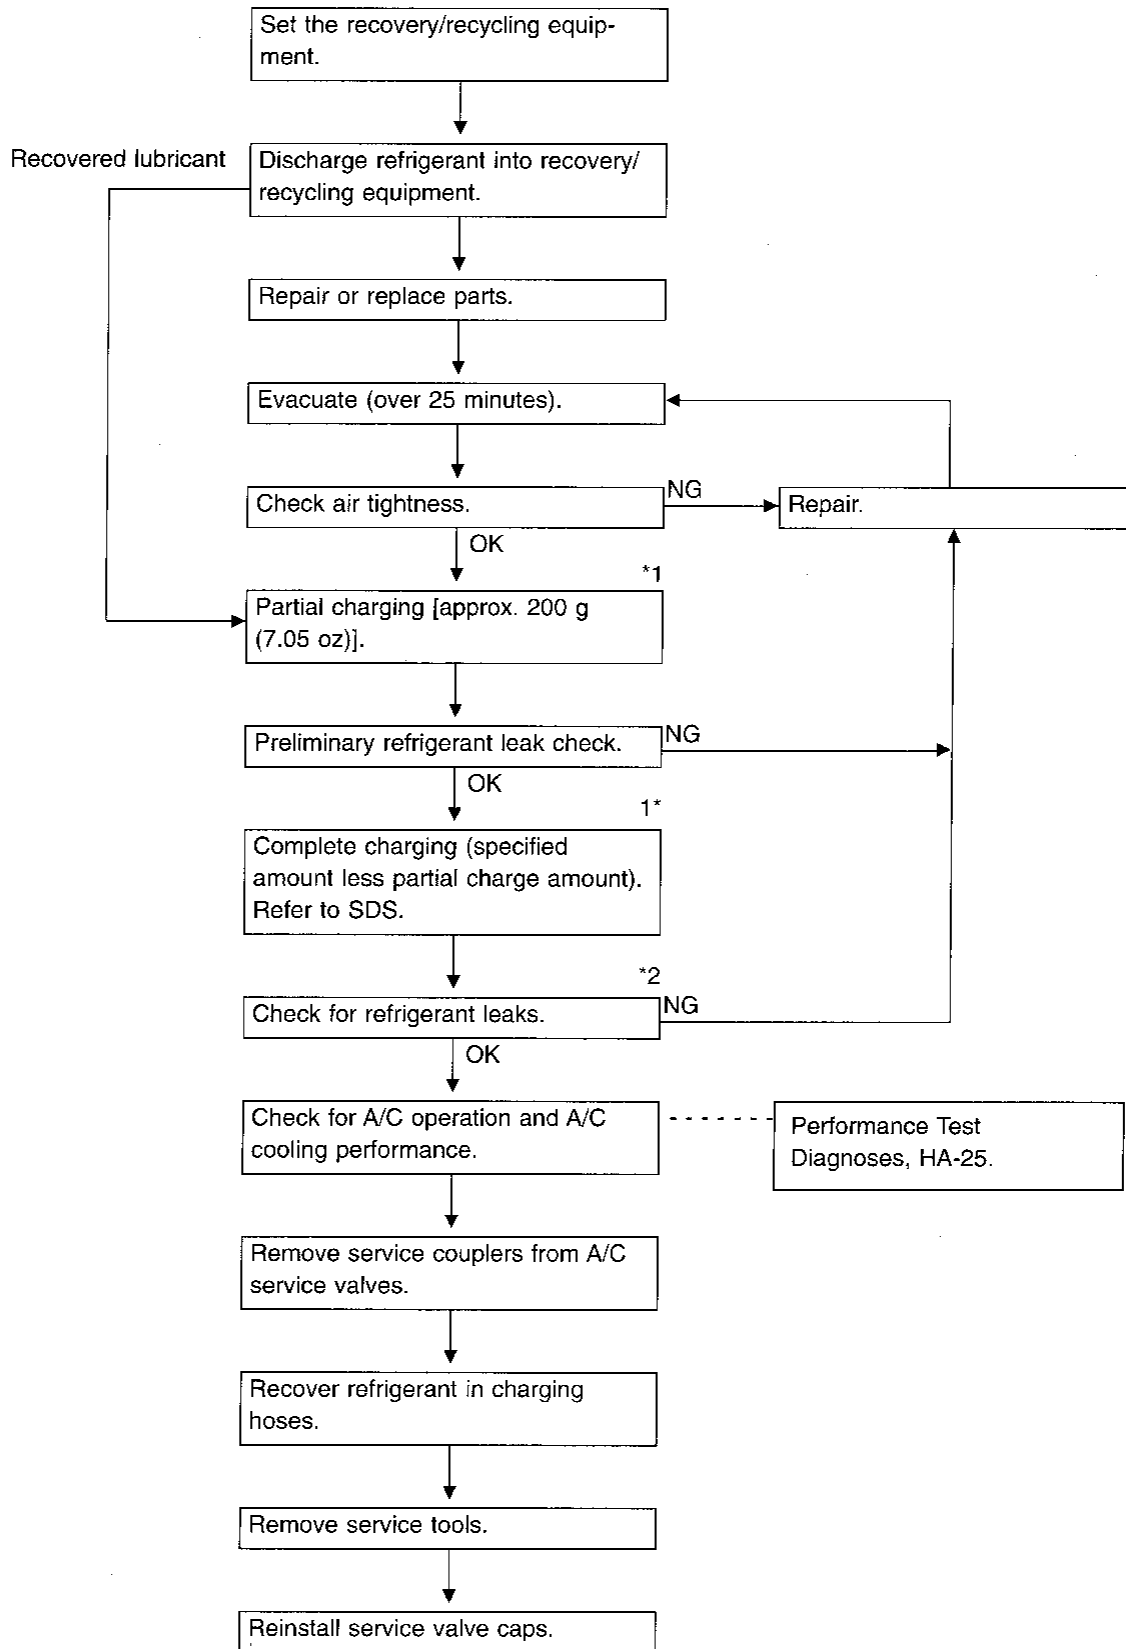 Set the recovery/recycling equip-
ment.
Recovered lubricant
Discharge refrigerant into recovery/
recycling equipment.
Repair or replace parts.
Evacuate (over 25 minutes).
Check air tightness.
NG
Repair.
OK
*1
Partial charging [approx. 200 g
(7.05 oz)].
Preliminary refrigerant leak check.
NG
OK
1*
Complete charging (specified
amount less partial charge amount).
Refer to SDS.
*2
Check for refrigerant leaks.
NG
OK
Check for A/C operation and A/C
cooling performance.
Performance Test
Diagnoses, HA-25.
Remove service couplers from A/C
service valves.
Recover refrigerant in charging
hoses.
Remove service tools.
Reinstall service valve caps.